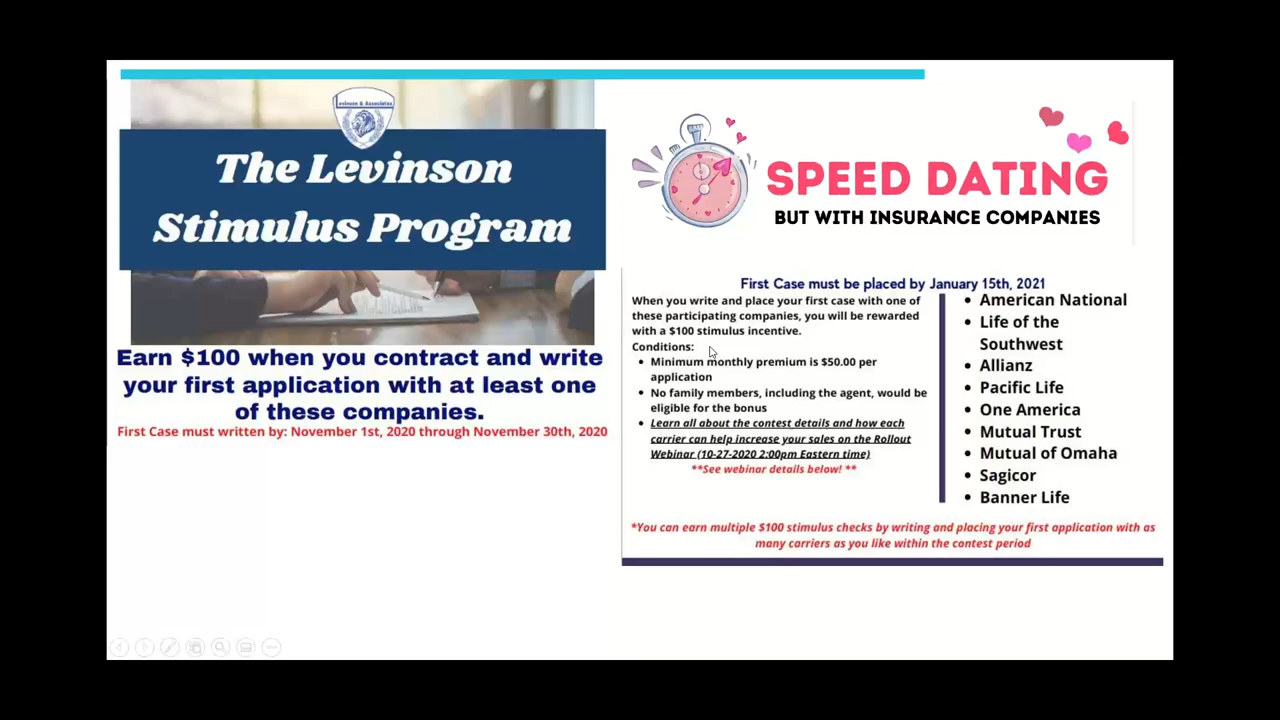 Levinson & Associates
The Levinson
Stimulus Program
Earn $100 when you contract and write
your first application with at least one
of these companies.
First Case must written by: November 1st, 2020 through November 30th, 2020
SPEED DATING
BUT WITH INSURANCE COMPANIES
First Case must be placed by January 15th, 2021
When you write and place your first case with one of
these participating companies, you will be rewarded
with a $100 stimulus incentive.
Conditions:
• Minimum monthly premium is $50.00 per
application
• No family members, including the agent, would be
eligible for the bonus
• Learn all about the contest details and how each
carrier can help increase your sales on the Rollout
Webinar (10-27-2020 2:00pm Eastern time)
**See webinar details below! **
• American National
• Life of the
Southwest
• Allianz
• Pacific Life
• One America
• Mutual Trust
• Mutual of Omaha
• Sagicor
• Banner Life
*You can earn multiple $100 stimulus checks by writing and placing your first application with as
many carriers as you like within the contest period